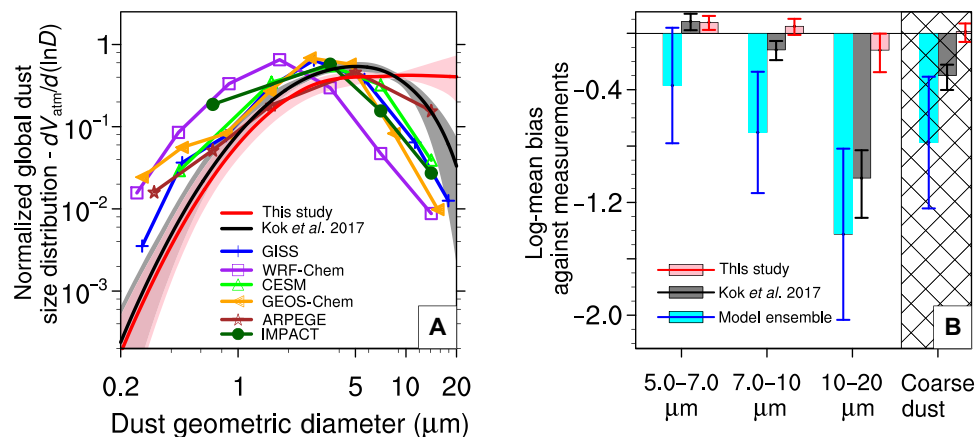 Normalized global dust
size distribution - dV_atm/d(lnD)
1
10⁻¹
10⁻²
10⁻³
This study
Kok et al. 2017
GISS
WRF-Chem
CESM
GEOS-Chem
ARPEGE
IMPACT
A
0.2
1
5
10
20
Dust geometric diameter (μm)
Log-mean bias
against measurements
-0.4
-1.2
-2.0
This study
Kok et al. 2017
Model ensemble
B
5.0–7.0
μm
7.0–10
μm
10–20
μm
Coarse
dust